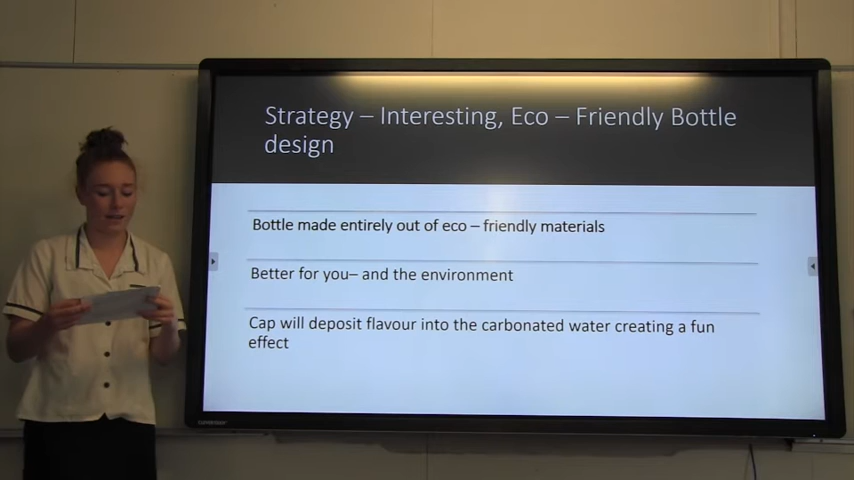 Strategy – Interesting, Eco – Friendly Bottle
design
Bottle made entirely out of eco – friendly materials
Better for you– and the environment
Cap will deposit flavour into the carbonated water creating a fun
effect